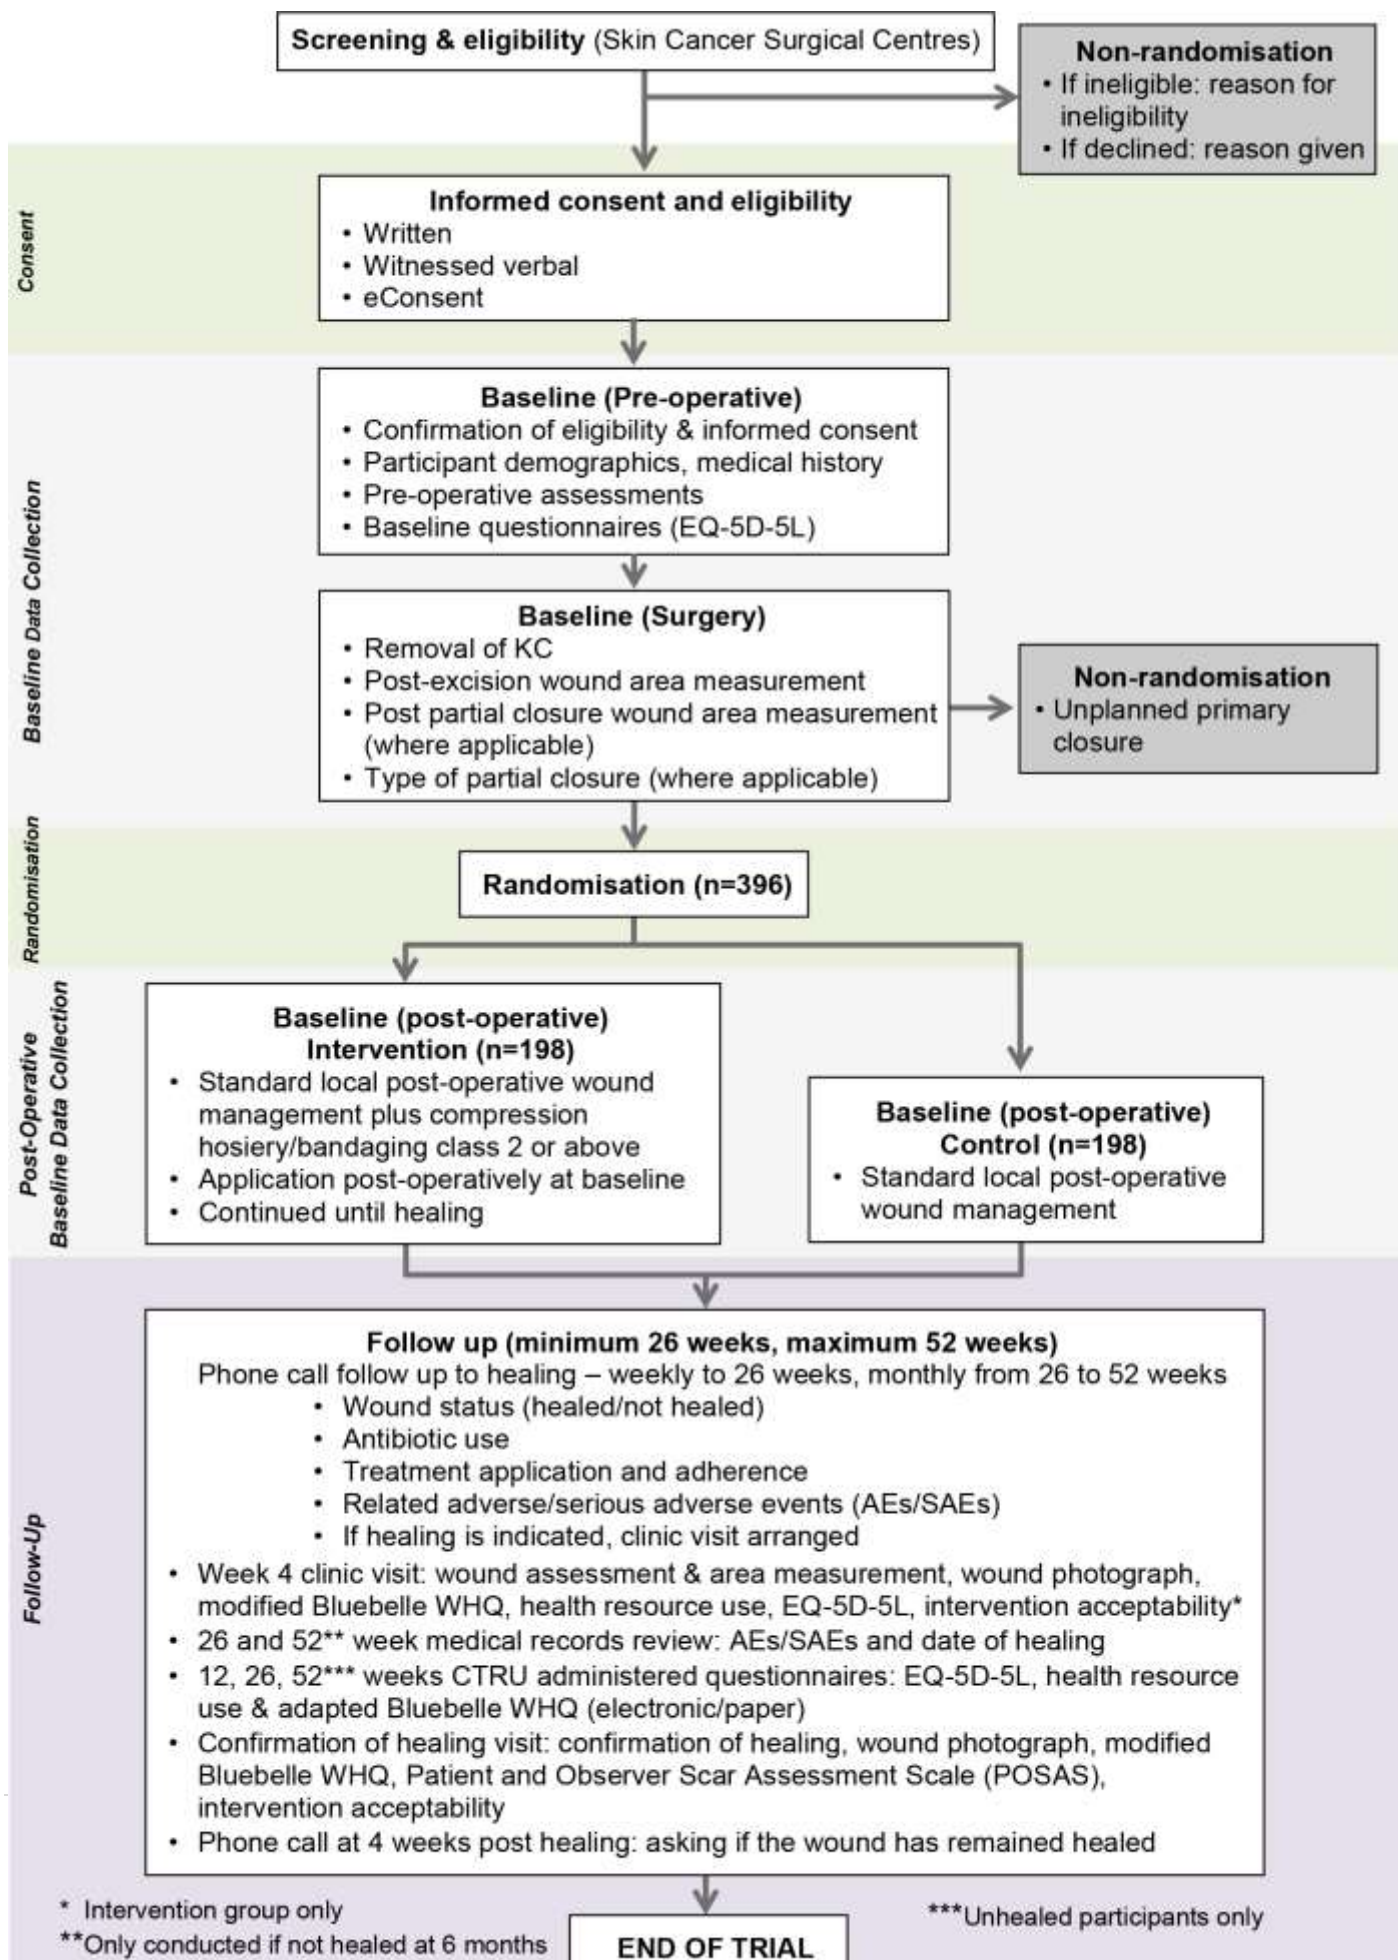 Screening & eligibility (Skin Cancer Surgical Centres)
Non-randomisation
• If ineligible: reason for
ineligibility
• If declined: reason given
Consent
Informed consent and eligibility
• Written
• Witnessed verbal
• eConsent
Baseline Data Collection
Baseline (Pre-operative)
• Confirmation of eligibility & informed consent
• Participant demographics, medical history
• Pre-operative assessments
• Baseline questionnaires (EQ-5D-5L)
Baseline (Surgery)
• Removal of KC
• Post-excision wound area measurement
• Post partial closure wound area measurement
(where applicable)
• Type of partial closure (where applicable)
Non-randomisation
• Unplanned primary
closure
Randomisation
Randomisation (n=396)
Post-Operative
Baseline Data Collection
Baseline (post-operative)
Intervention (n=198)
• Standard local post-operative wound
management plus compression
hosiery/bandaging class 2 or above
• Application post-operatively at baseline
• Continued until healing
Baseline (post-operative)
Control (n=198)
• Standard local post-operative
wound management
Follow-Up
Follow up (minimum 26 weeks, maximum 52 weeks)
Phone call follow up to healing – weekly to 26 weeks, monthly from 26 to 52 weeks
• Wound status (healed/not healed)
• Antibiotic use
• Treatment application and adherence
• Related adverse/serious adverse events (AEs/SAEs)
• If healing is indicated, clinic visit arranged
• Week 4 clinic visit: wound assessment & area measurement, wound photograph,
modified Bluebelle WHQ, health resource use, EQ-5D-5L, intervention acceptability*
• 26 and 52** week medical records review: AEs/SAEs and date of healing
• 12, 26, 52*** weeks CTRU administered questionnaires: EQ-5D-5L, health resource
use & adapted Bluebelle WHQ (electronic/paper)
• Confirmation of healing visit: confirmation of healing, wound photograph, modified
Bluebelle WHQ, Patient and Observer Scar Assessment Scale (POSAS),
intervention acceptability
• Phone call at 4 weeks post healing: asking if the wound has remained healed
* Intervention group only
**Only conducted if not healed at 6 months
***Unhealed participants only
END OF TRIAL